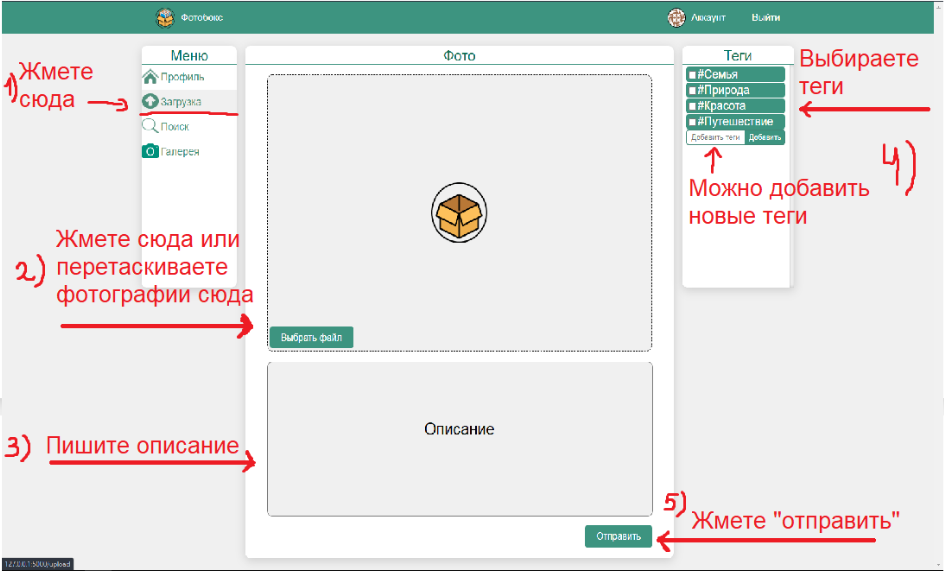 Фотобокс
Аккаунт
Выйти
Меню
Профиль
Загрузка
Поиск
Галерея
1) Жмете
сюда
Фото
Теги
#Семья
#Природа
#Красота
#Путешествие
Добавить теги
Добавить
Выбираете
теги
4)
Можно добавить
новые теги
2) Жмете сюда или
перетаскиваете
фотографии сюда
Выбрать файл
Описание
3) Пишите описание
5) Жмете "отправить"
Отправить
127.0.0.1:5000/upload